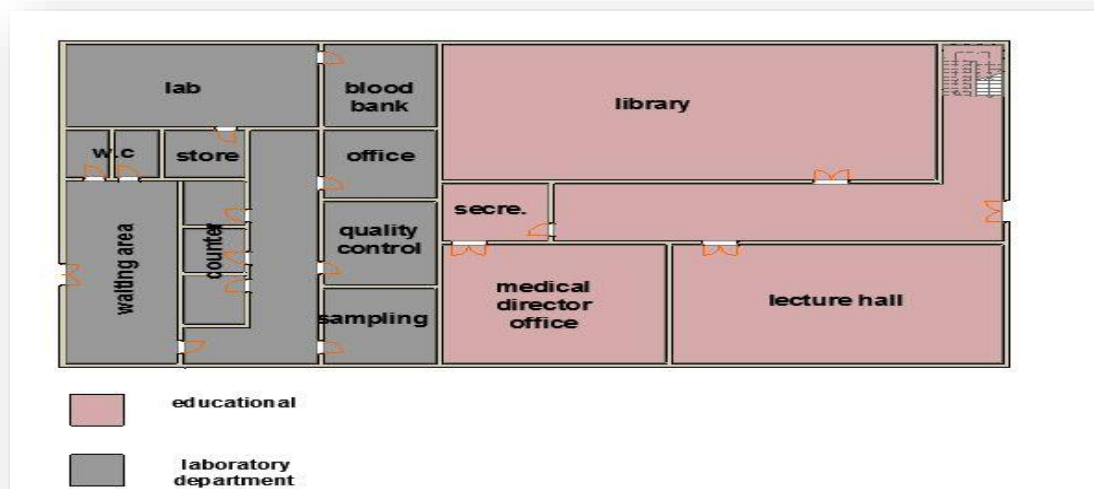 lab
blood
bank
library
w.c
store
office
secre.
waiting area
counter
quality
control
medical
director
office
lecture hall
sampling
educational
laboratory
department